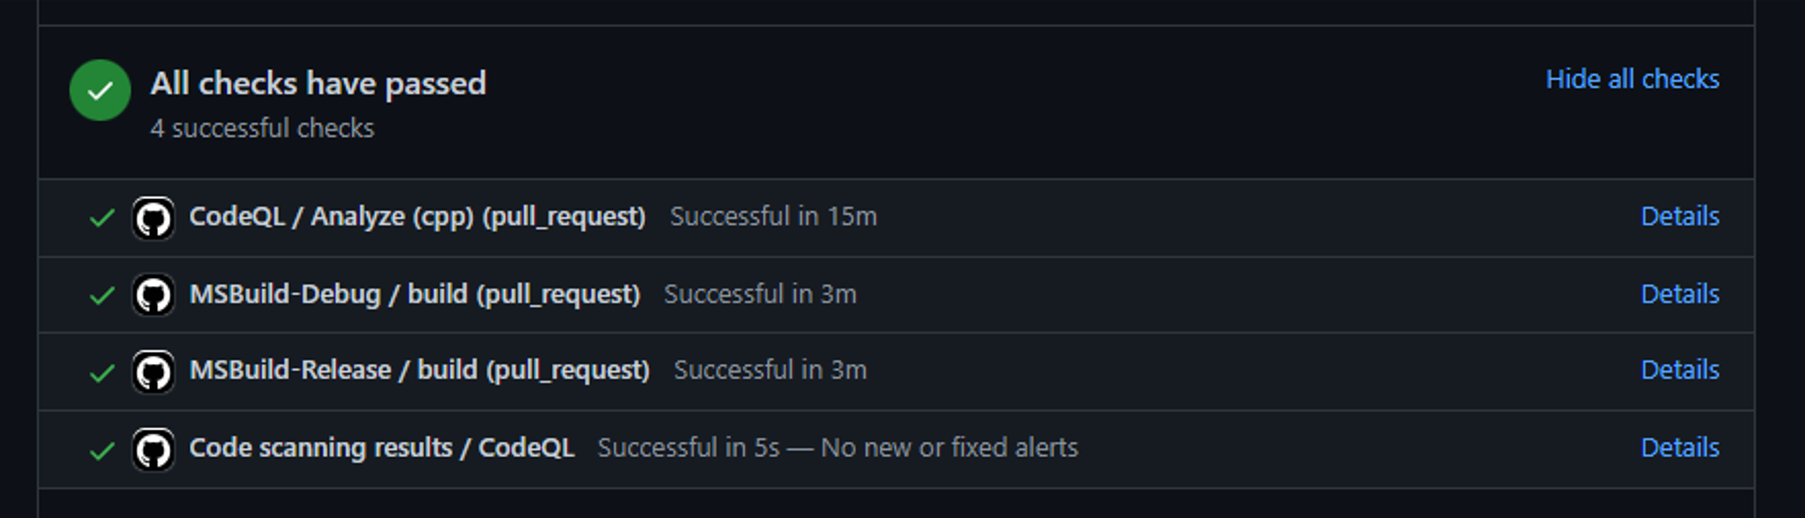 All checks have passed
Hide all checks
4 successful checks
CodeQL / Analyze (cpp) (pull_request) Successful in 15m Details
MSBuild-Debug / build (pull_request) Successful in 3m Details
MSBuild-Release / build (pull_request) Successful in 3m Details
Code scanning results / CodeQL Successful in 5s — No new or fixed alerts Details